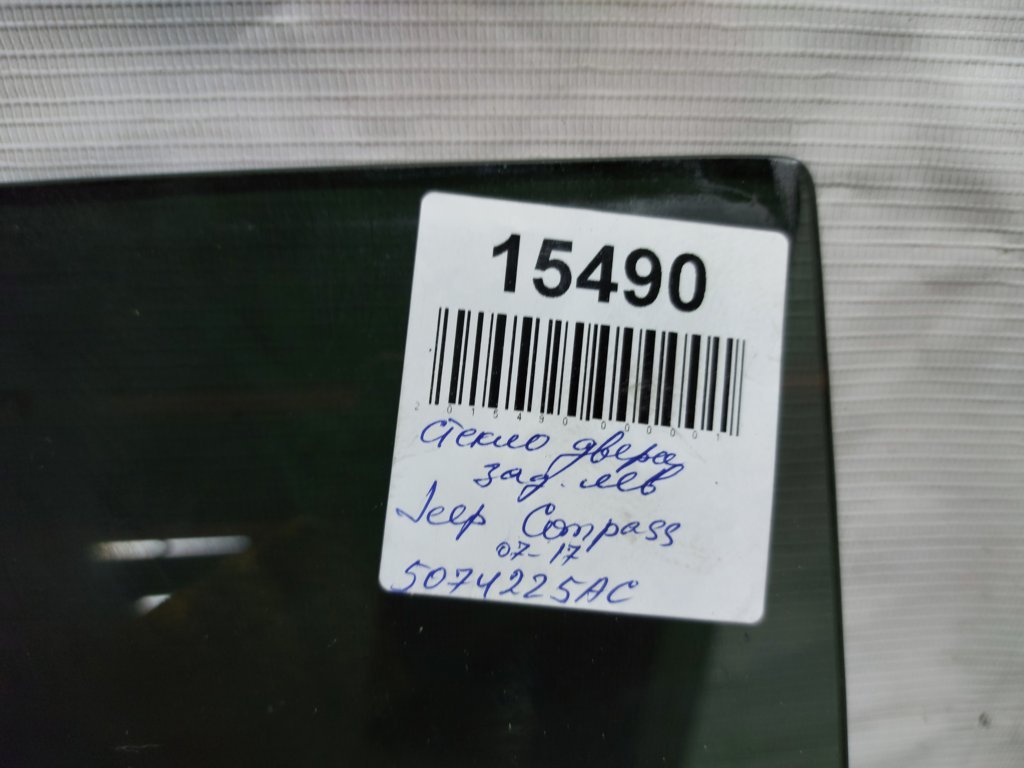 15490
2015490000001
стекло двери
зад. лев
Jeep Compass
07-17
5074225AC